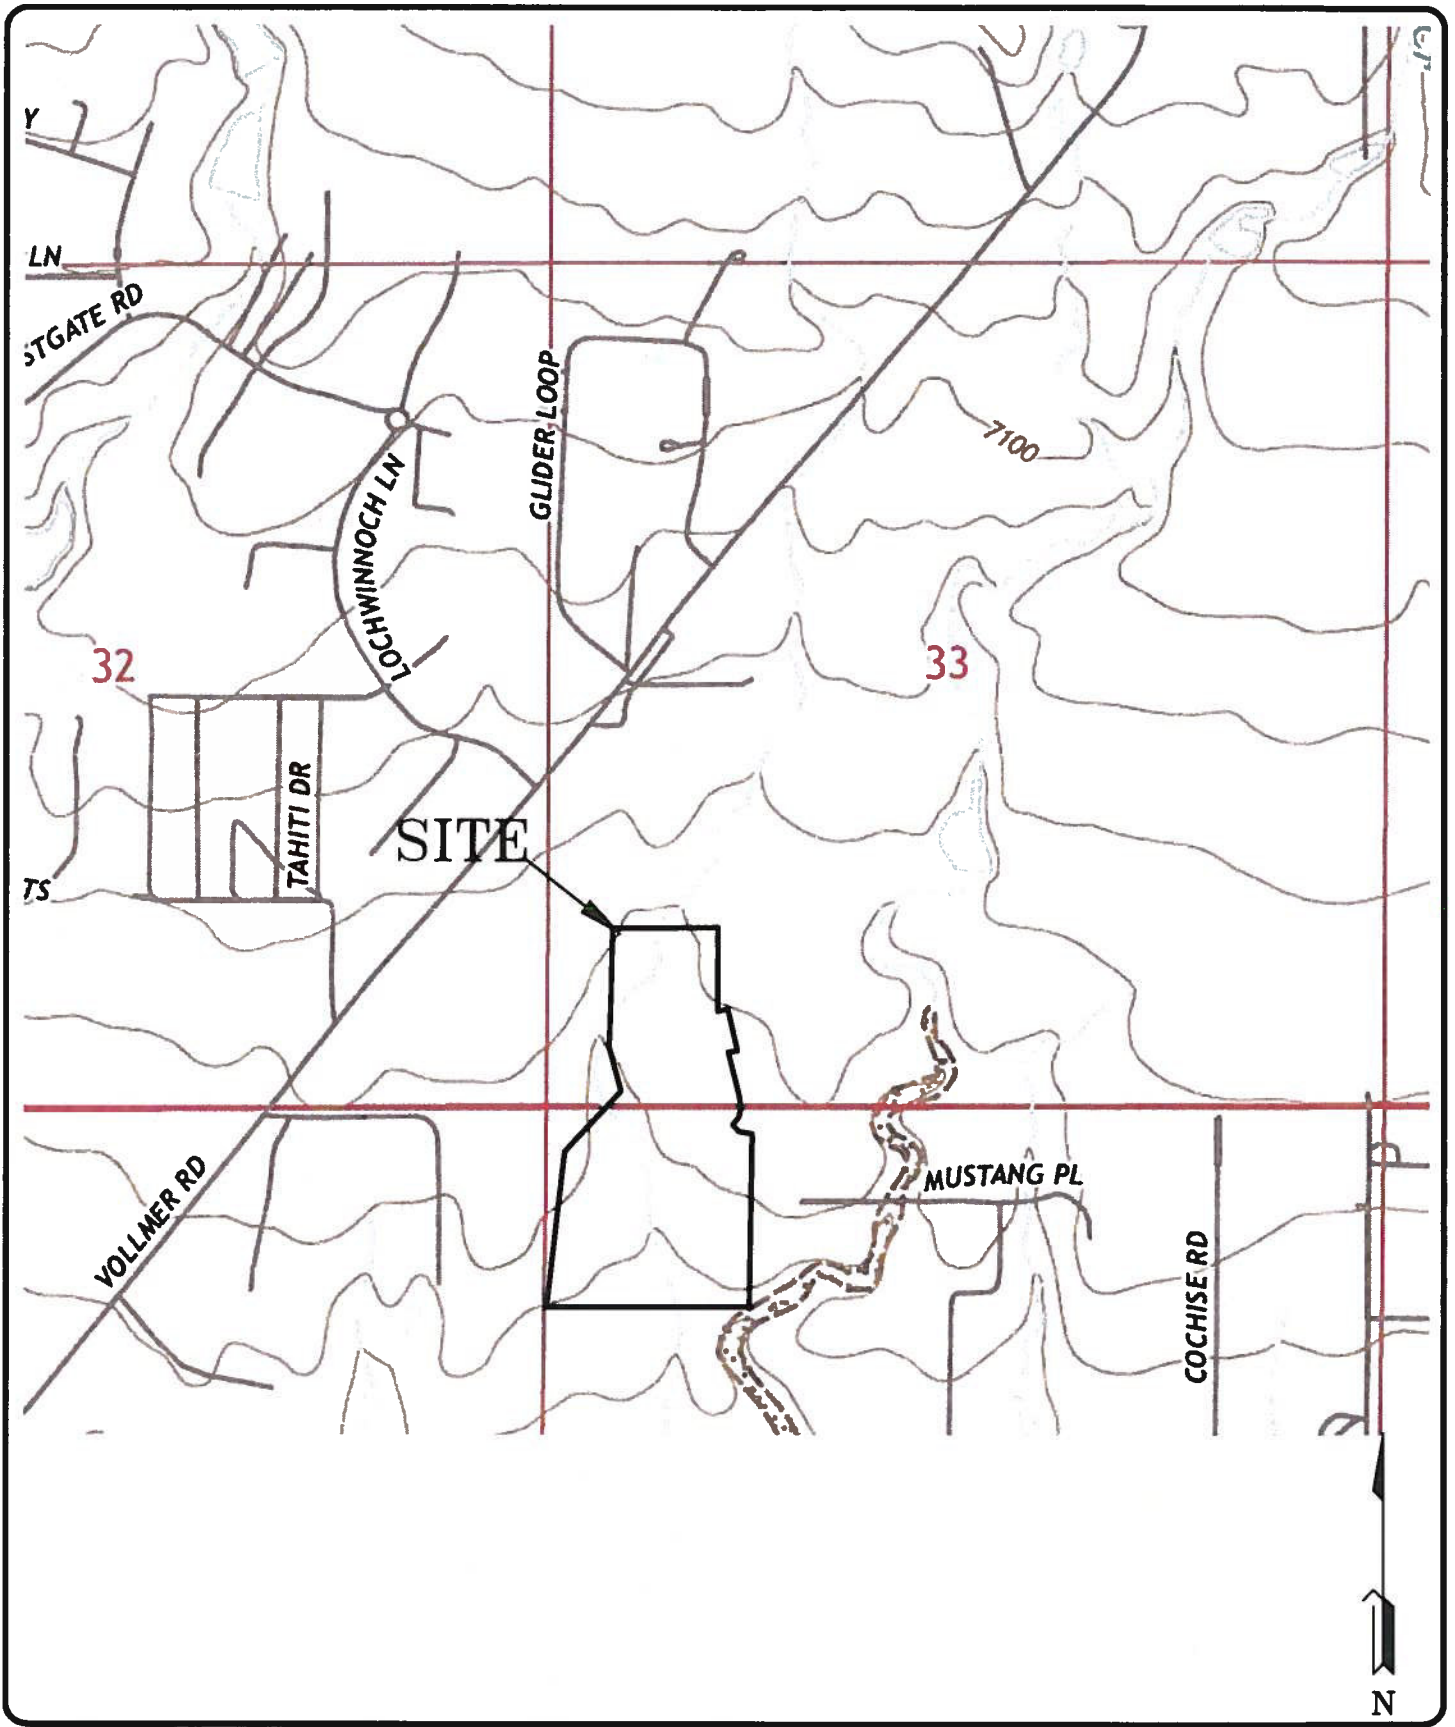 Y
LN
STGATE RD
GLIDER LOOP
7100
LOCHWINNOCH LN
32
33
TAHITI DR
SITE
TS
MUSTANG PL
VOLLMER RD
COCHISE RD
N